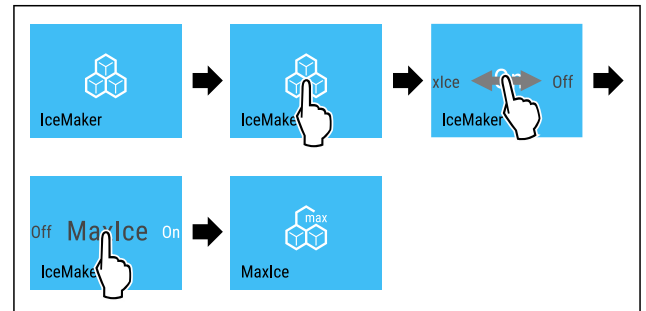 IceMaker
IceMake
xIce Off
IceMaker
Off MaxIce On
IceMake
max
MaxIce